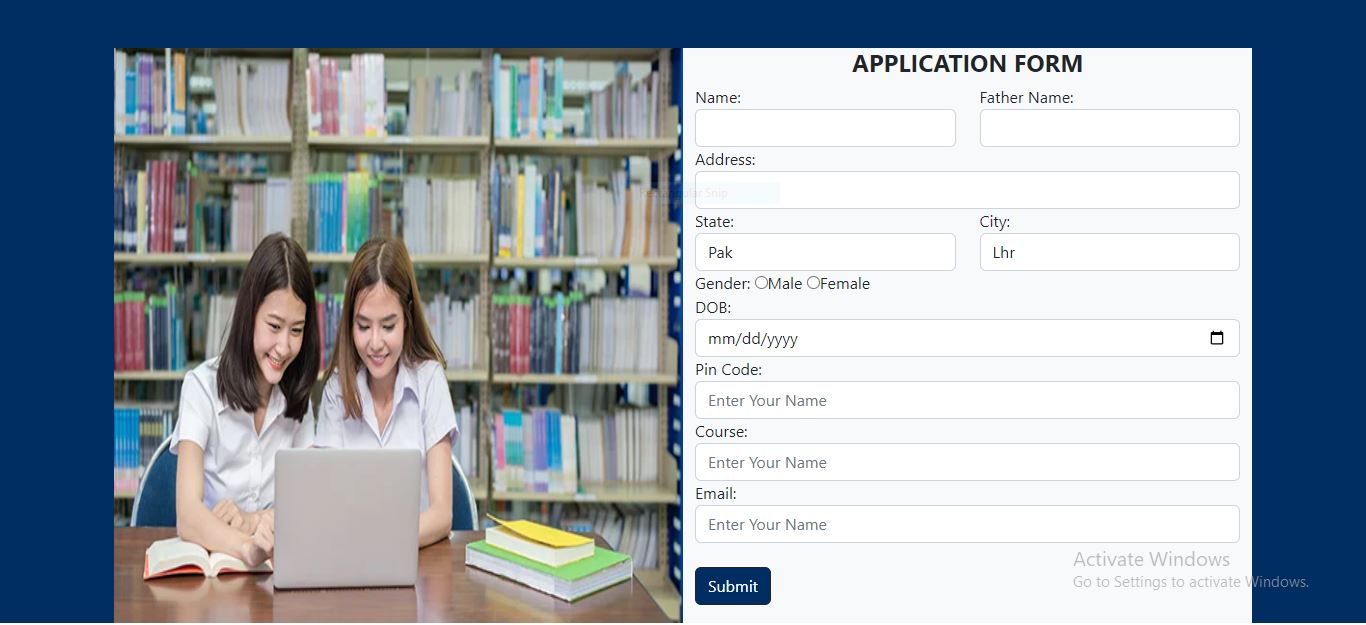 APPLICATION FORM
Name: Father Name:
Address:
Rectangular Snip
State: City:
Pak Lhr
Gender: Male Female
DOB:
mm/dd/yyyy
Pin Code:
Enter Your Name
Course:
Enter Your Name
Email:
Enter Your Name
Activate Windows
Go to Settings to activate Windows.
Submit